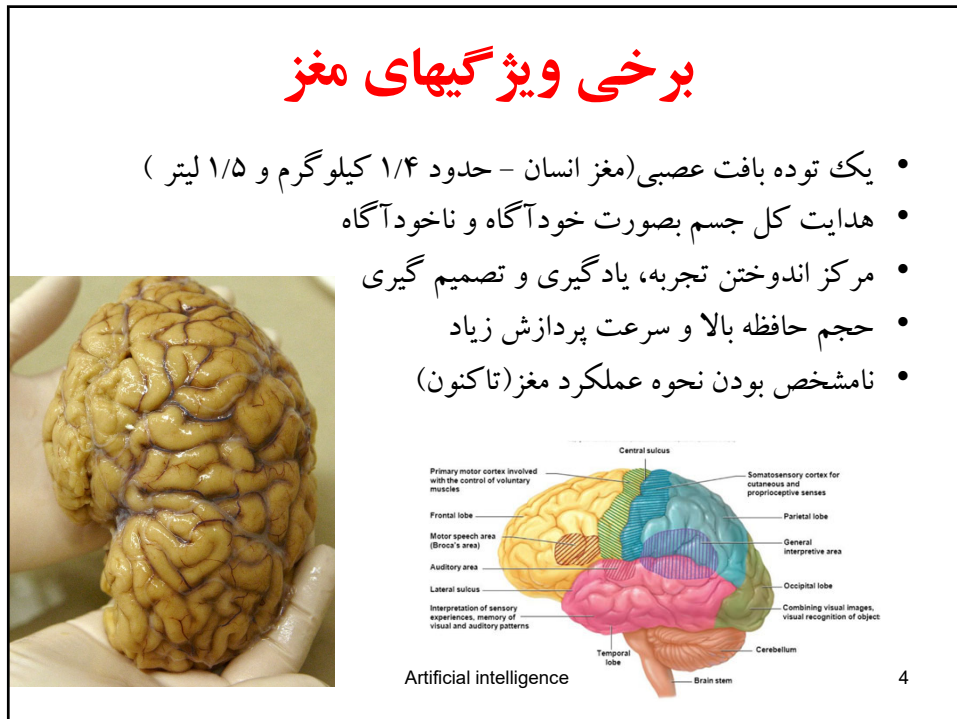 برخی ویژگیهای مغز
• یک توده بافت عصبی(مغز انسان – حدود ۱/۴ کیلوگرم و ۱/۵ لیتر )
• هدایت کل جسم بصورت خودآگاه و ناخودآگاه
• مرکز اندوختن تجربه، یادگیری و تصمیم گیری
• حجم حافظه بالا و سرعت پردازش زیاد
• نامشخص بودن نحوه عملکرد مغز(تاکنون)
Central sulcus
Primary motor cortex involved
with the control of voluntary
muscles
Frontal lobe
Motor speech area
(Broca's area)
Auditory area
Lateral sulcus
Interpretation of sensory
experiences, memory of
visual and auditory patterns
Temporal
lobe
Somatosensory cortex for
cutaneous and
proprioceptive senses
Parietal lobe
General
interpretive area
Occipital lobe
Combining visual images,
visual recognition of object
Cerebellum
Brain stem
Artificial intelligence
4